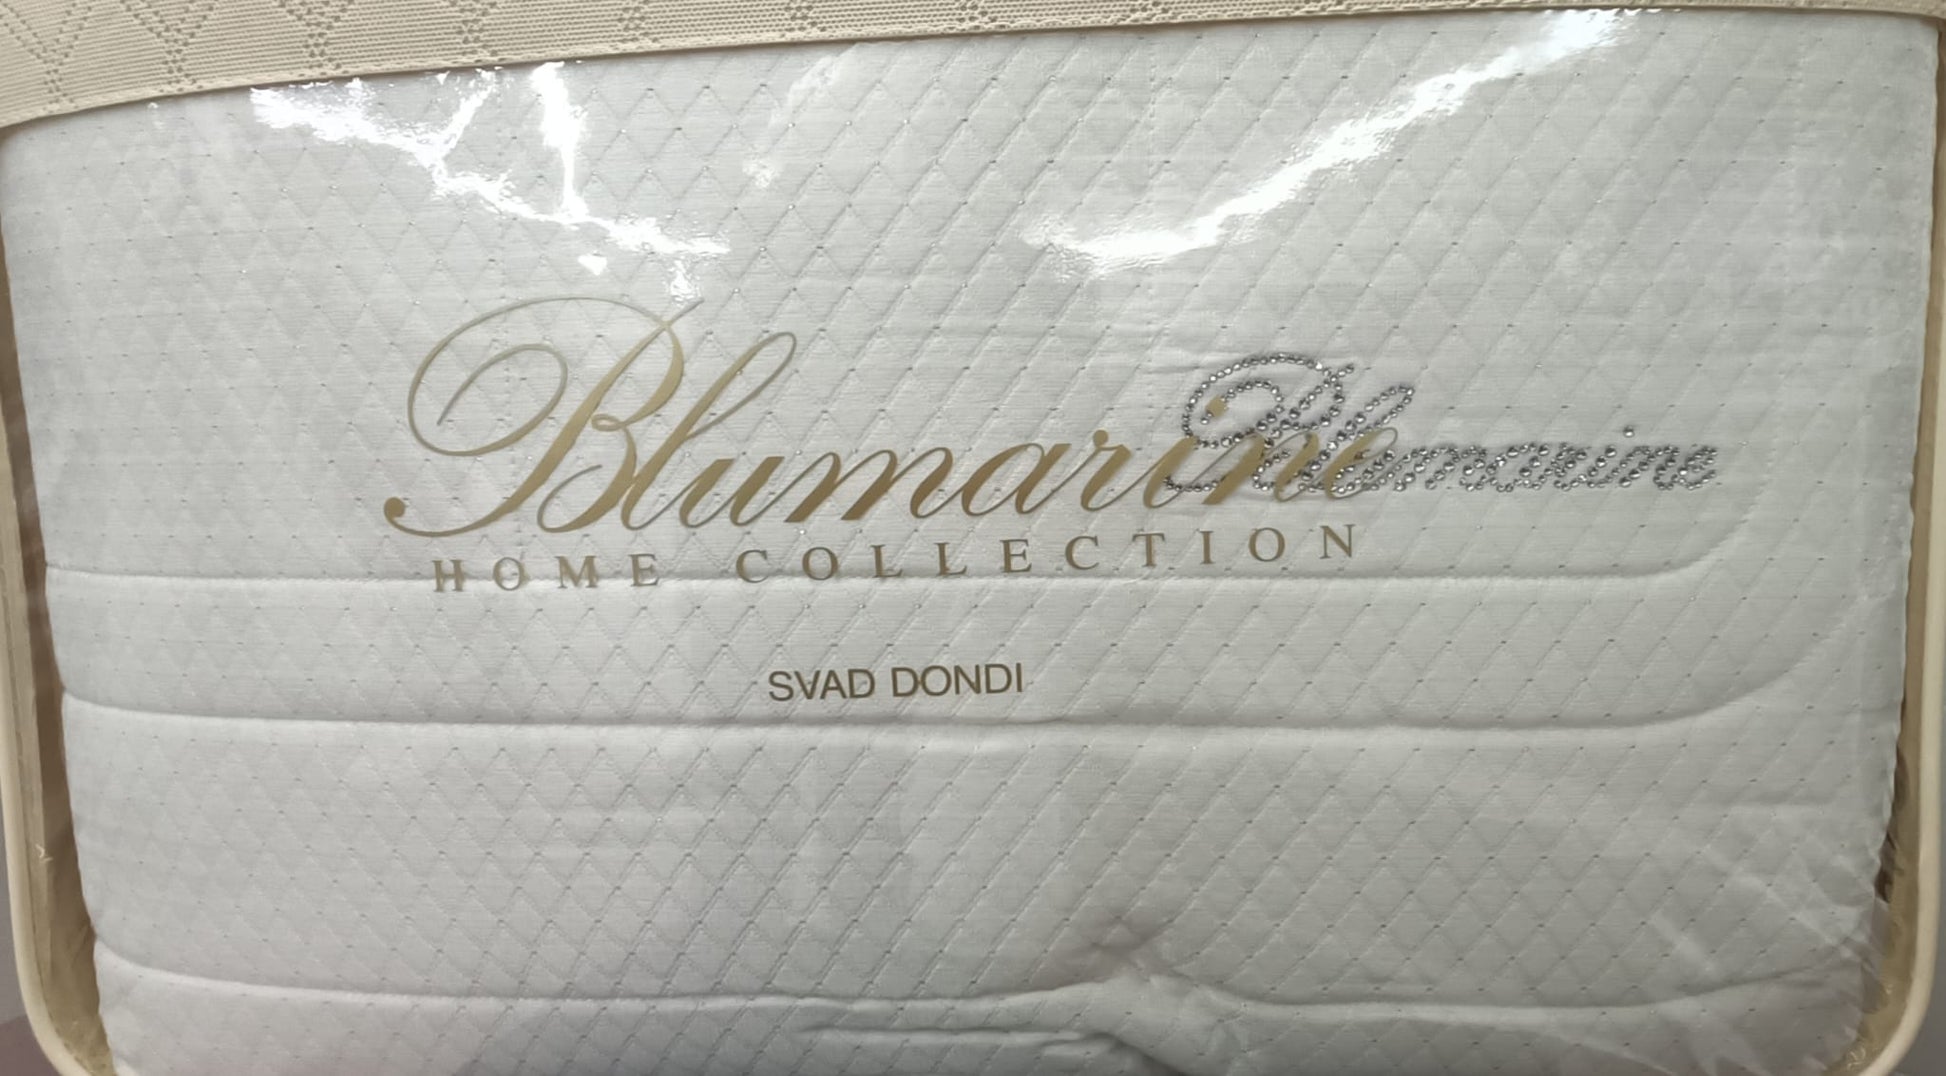 Blumarine
Blumarine
HOME COLLECTION
SVAD DONDI